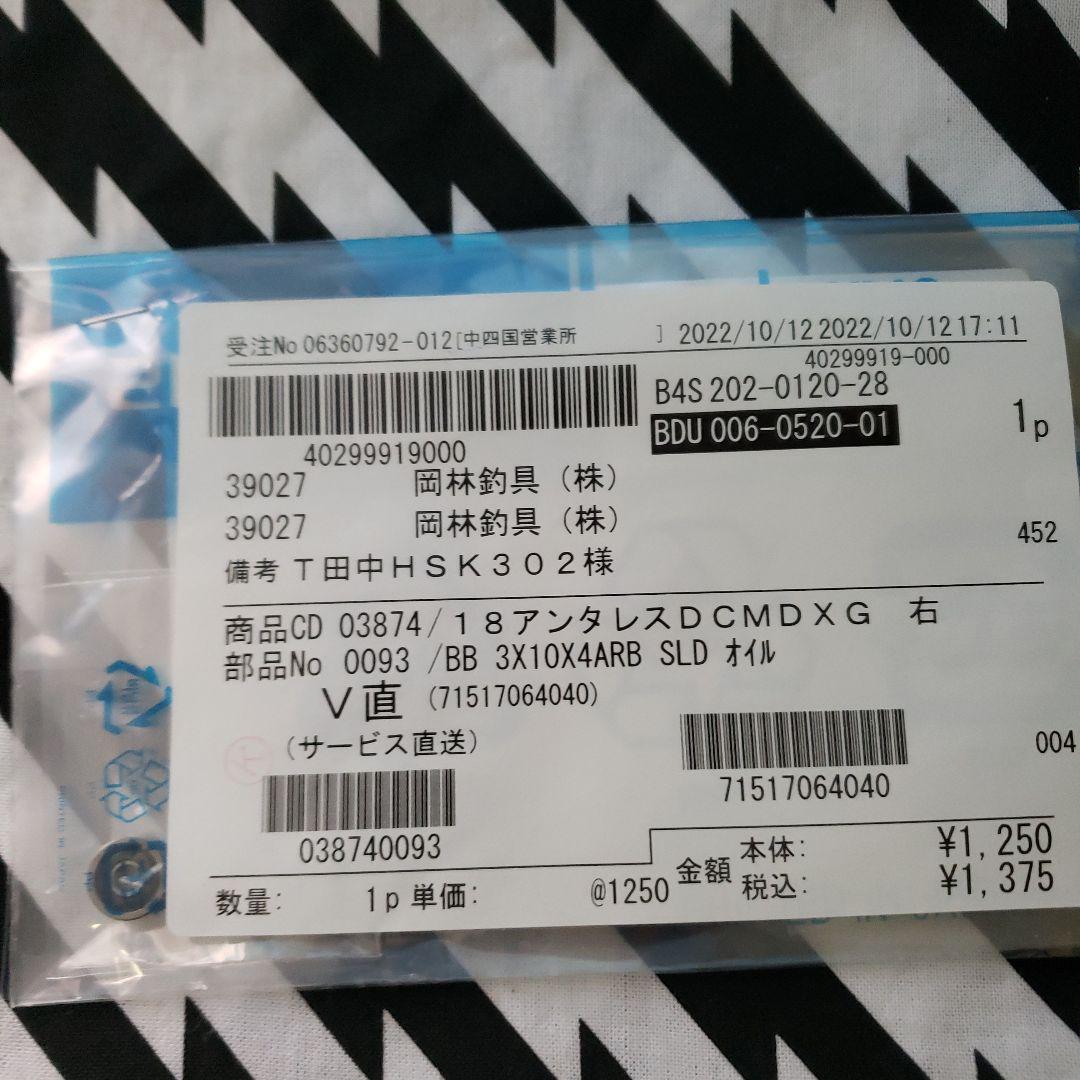 受注No 06360792-012[中四国営業所 ] 2022/10/12 2022/10/12 17:11
40299919-000
B4S 202-0120-28
BDU 006-0520-01
1p
40299919000
39027 岡林釣具（株）
39027 岡林釣具（株）
452
備考 T田中HSK302様
商品CD 03874/18アンタレスDCMDXG 右
部品No 0093 /BB 3X10X4ARB SLD オイル
V直 (71517064040)
(サービス直送)
004
71517064040
038740093
数量: 1p 単価: @1250
金額 本体: ¥1,250
税込: ¥1,375